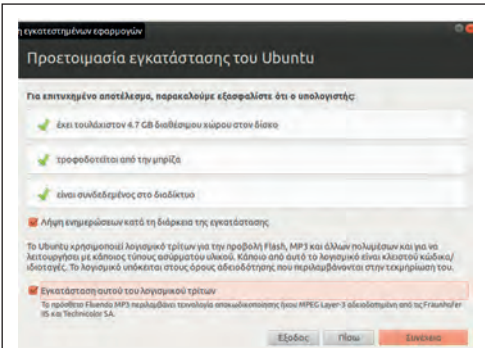 η εγκατεστημένων εφαρμογών
Προετοιμασία εγκατάστασης του Ubuntu
Για επιτυχημένο αποτέλεσμα, παρακαλούμε εξασφαλίστε ότι ο υπολογιστής:
έχει τουλάχιστον 4.7 GB διαθέσιμου χώρου στον δίσκο
τροφοδοτείται από την μπρίζα
είναι συνδεδεμένος στο διαδίκτυο
Λήψη ενημερώσεων κατά τη διάρκεια της εγκατάστασης
Το Ubuntu χρησιμοποιεί λογισμικό τρίτων για την προβολή Flash, MP3 και άλλων πολυμέσων και για να
λειτουργήσει με κάποιος τύπους ασύρματου υλικού. Κάποιο από αυτό το λογισμικό είναι κλειστού κώδικα/
ιδιοταγές. Το λογισμικό υπόκειται στους όρους αδειοδότησης που περιλαμβάνονται στην τεκμηρίωσή του.
Εγκατάσταση αυτού του λογισμικού τρίτων
Το πρόσθετο Fluendo MP3 περιλαμβάνει τεχνολογία αποκωδικοποίησης ήχου MPEG Layer-3 αδειοδοτημένη από τις Fraunhofer
IIS και Technicolor SA.
Έξοδος Πίσω Συνέχεια